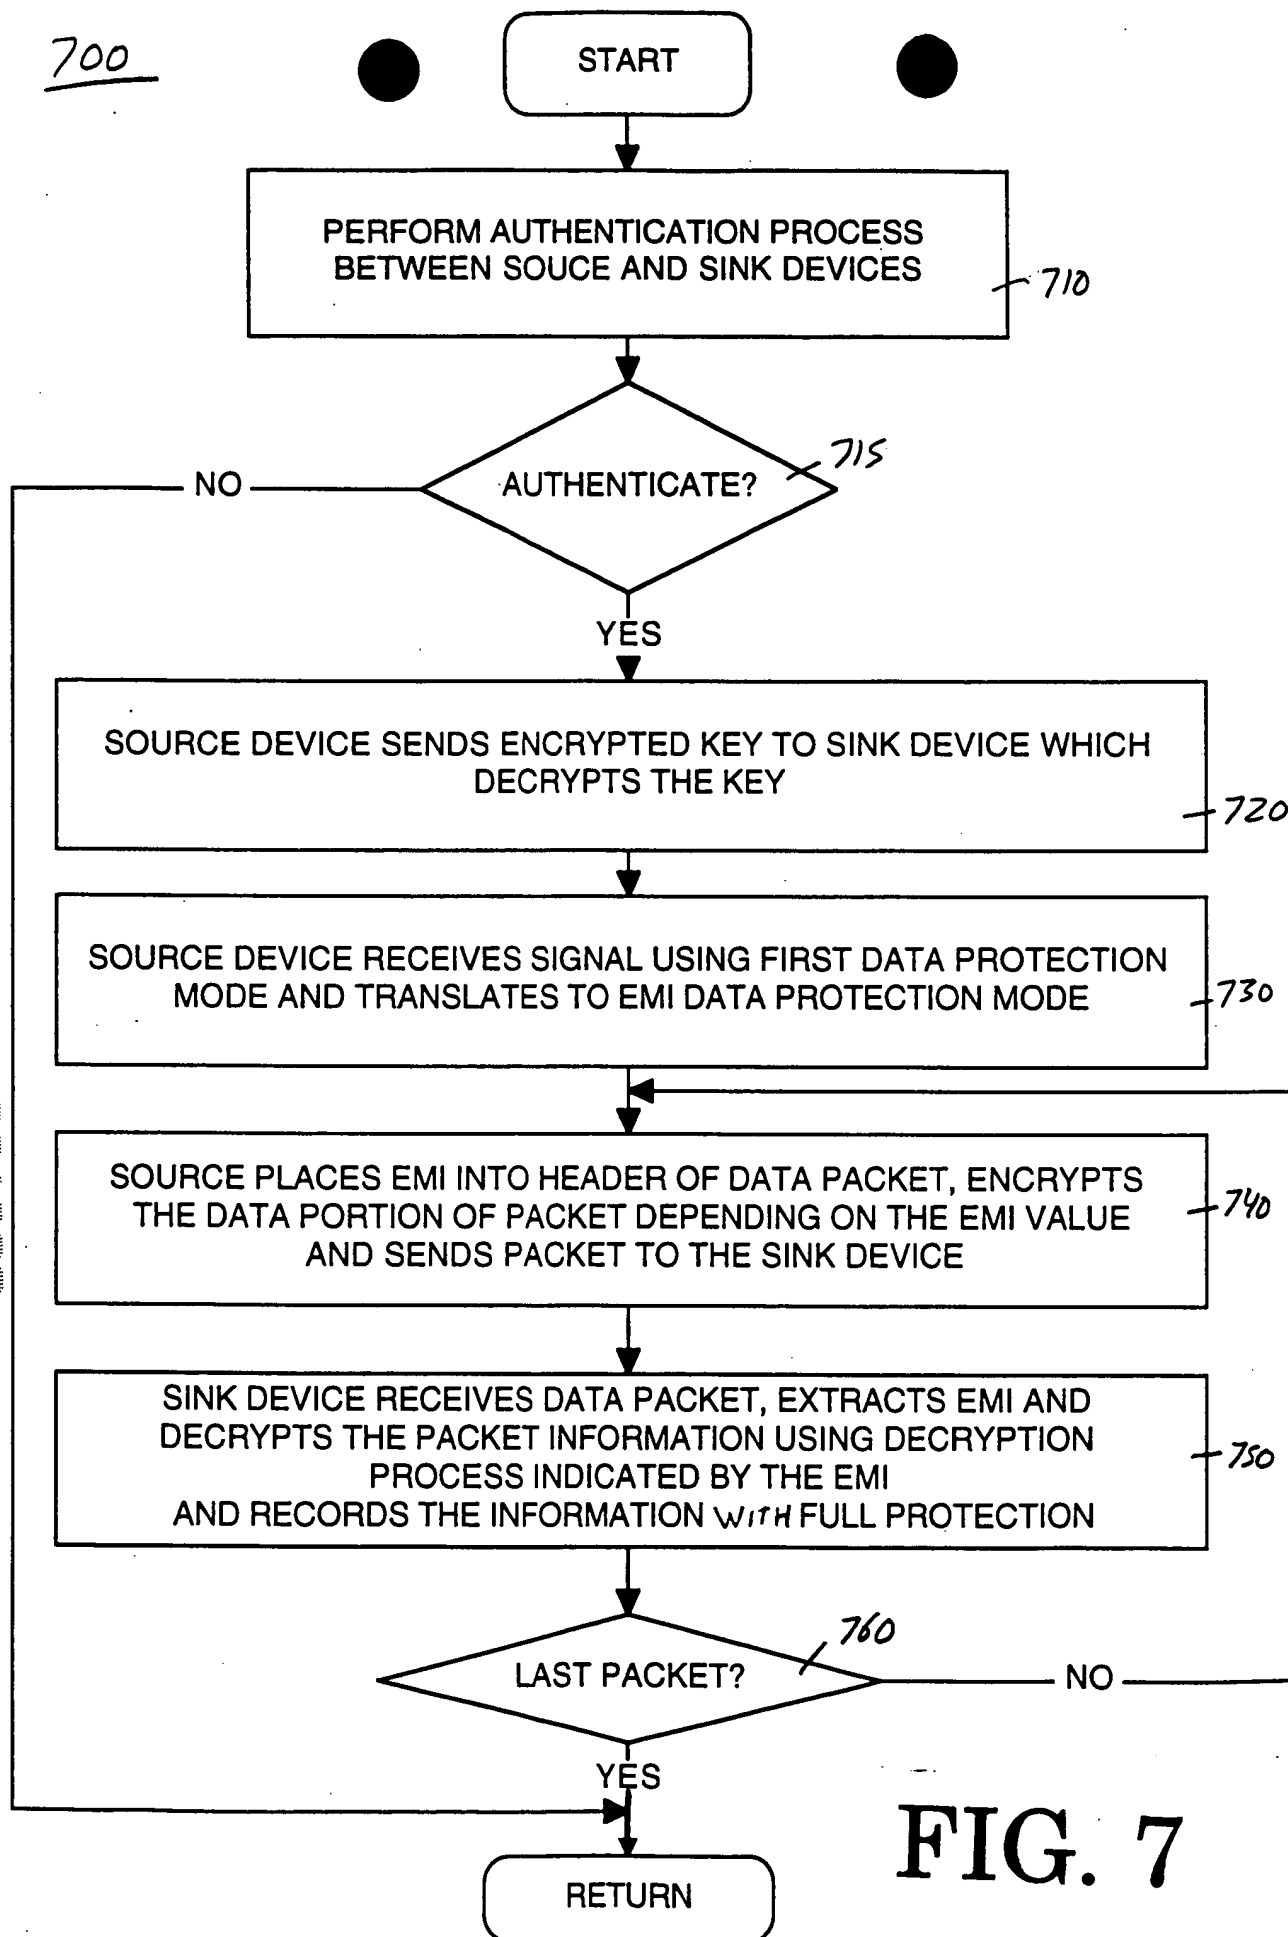 700
START
PERFORM AUTHENTICATION PROCESS
BETWEEN SOUCE AND SINK DEVICES
710
AUTHENTICATE?
715
NO
YES
SOURCE DEVICE SENDS ENCRYPTED KEY TO SINK DEVICE WHICH
DECRYPTS THE KEY
720
SOURCE DEVICE RECEIVES SIGNAL USING FIRST DATA PROTECTION
MODE AND TRANSLATES TO EMI DATA PROTECTION MODE
730
SOURCE PLACES EMI INTO HEADER OF DATA PACKET, ENCRYPTS
THE DATA PORTION OF PACKET DEPENDING ON THE EMI VALUE
AND SENDS PACKET TO THE SINK DEVICE
740
SINK DEVICE RECEIVES DATA PACKET, EXTRACTS EMI AND
DECRYPTS THE PACKET INFORMATION USING DECRYPTION
PROCESS INDICATED BY THE EMI
AND RECORDS THE INFORMATION WITH FULL PROTECTION
750
LAST PACKET?
760
NO
YES
RETURN
FIG. 7